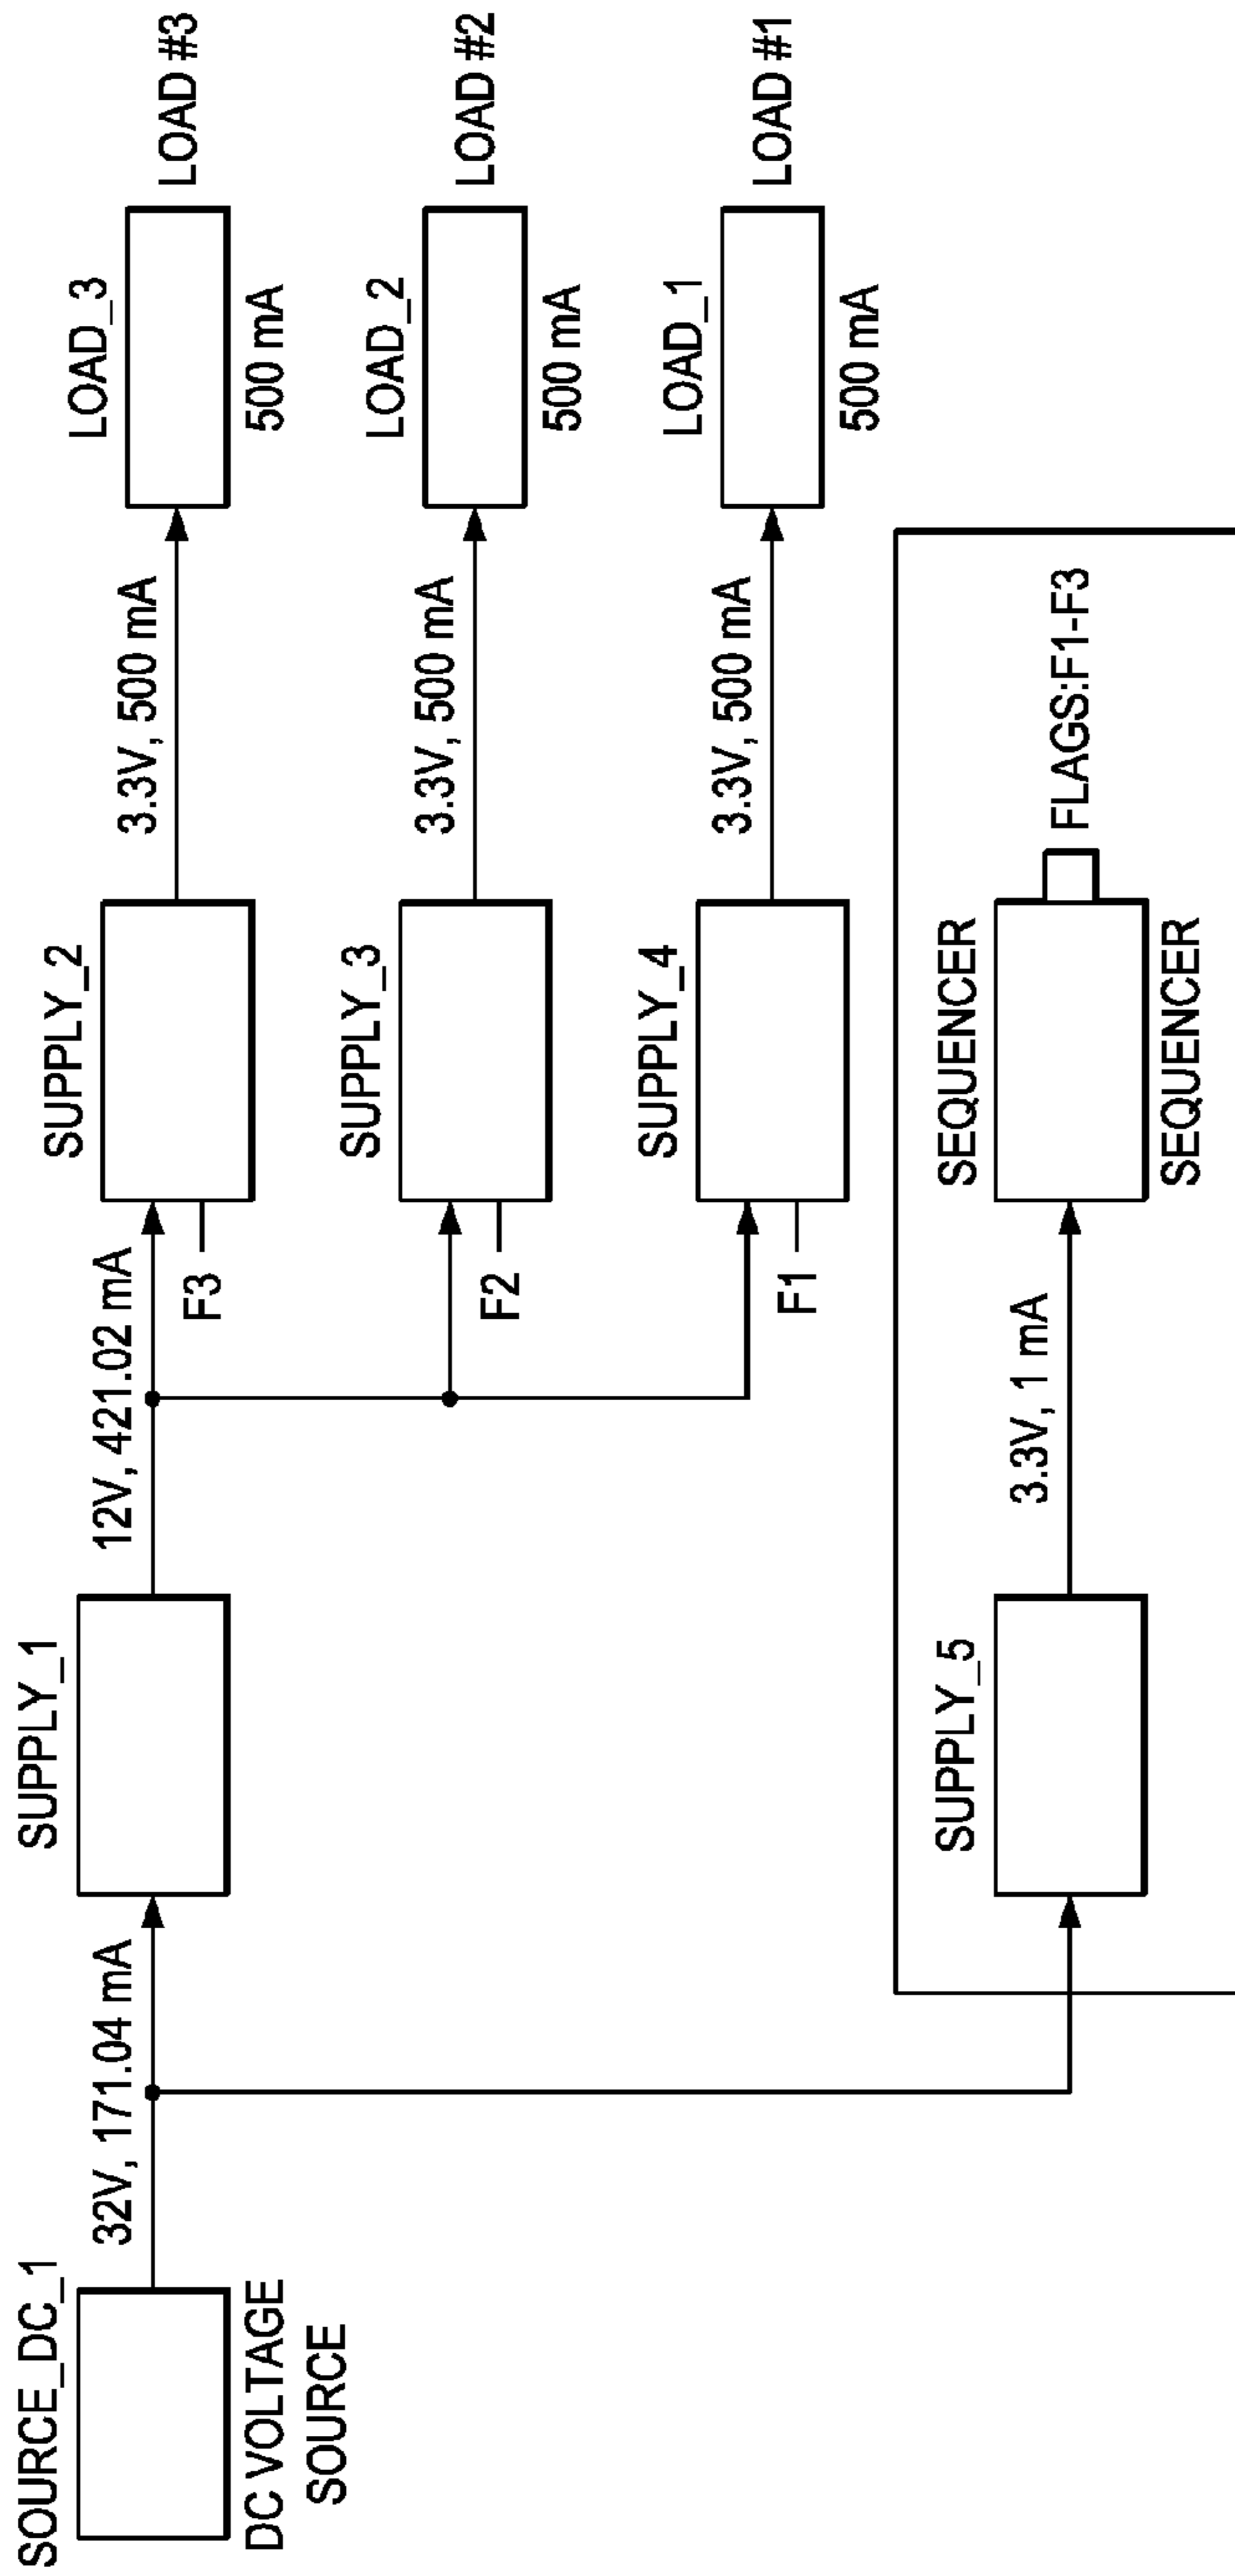 SOURCE_DC_1
DC VOLTAGE
SOURCE
32V, 171.04 mA
SUPPLY_1
12V, 421.02 mA
SUPPLY_2
F3
3.3V, 500 mA
LOAD_3
500 mA
LOAD #3
SUPPLY_3
F2
3.3V, 500 mA
LOAD_2
500 mA
LOAD #2
SUPPLY_4
F1
3.3V, 500 mA
LOAD_1
500 mA
LOAD #1
SUPPLY_5
3.3V, 1 mA
SEQUENCER
SEQUENCER
FLAGS:F1-F3